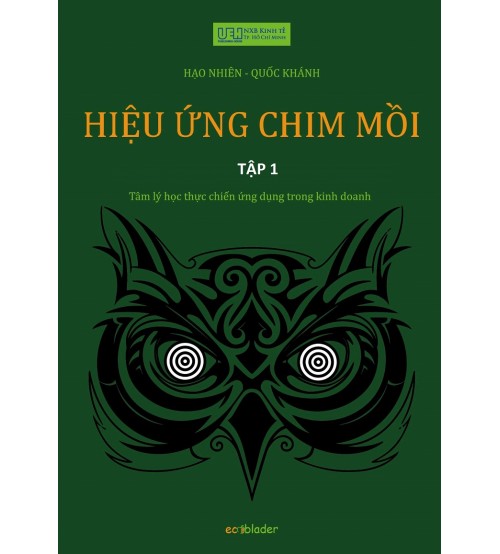 UEH NXB KINH TẾ
TP. HỒ CHÍ MINH
HẠO NHIÊN - QUỐC KHÁNH
HIỆU ỨNG CHIM MỒI
TẬP 1
Tâm lý học thực chiến ứng dụng trong kinh doanh
ecoblader